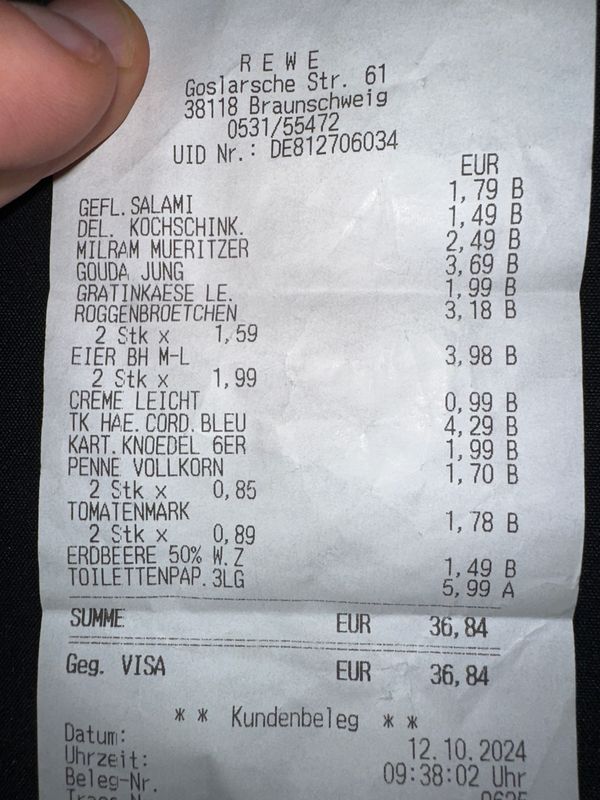 R E W E
Goslarsche Str. 61
38118 Braunschweig
0531/55472
UID Nr.: DE812706034
EUR
GEFL.SALAMI 1,79 B
DEL. KOCHSCHINK. 1,49 B
MILRAM MUERITZER 2,49 B
GOUDA JUNG 3,69 B
GRATINKAESE LE. 1,99 B
ROGGENBROETCHEN 3,18 B
2 Stk x 1,59
EIER BH M-L 3,98 B
2 Stk x 1,99
CREME LEICHT 0,99 B
TK HAE.CORD.BLEU 4,29 B
KART.KNOEDEL 6ER 1,99 B
PENNE VOLLKORN 1,70 B
2 Stk x 0,85
TOMATENMARK 1,78 B
2 Stk x 0,89
ERDBEERE 50% W.Z 1,49 B
TOILETTENPAP.3LG 5,99 A
SUMME EUR 36,84
Geg. VISA EUR 36,84
* * Kundenbeleg * *
Datum: 12.10.2024
Uhrzeit: 09:38:02 Uhr
Beleg-Nr.